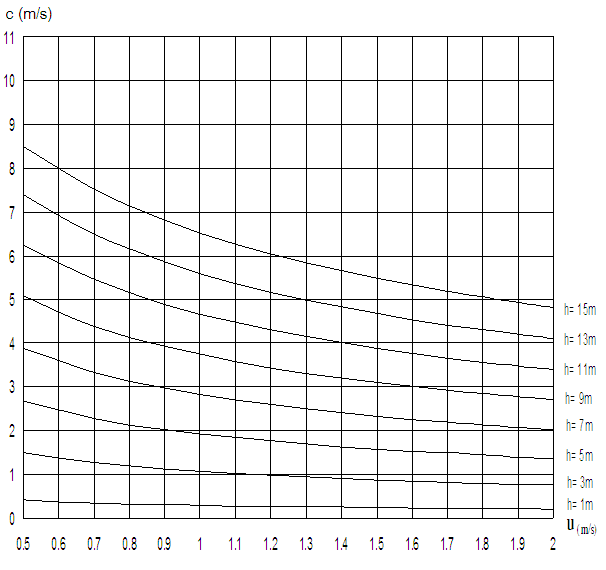 c (m/s)
11
10
9
8
7
6
5
4
3
2
1
0
h= 15m
h= 13m
h= 11m
h= 9m
h= 7m
h= 5m
h= 3m
h= 1m
0.5 0.6 0.7 0.8 0.9 1 1.1 1.2 1.3 1.4 1.5 1.6 1.7 1.8 1.9 2
U (m/s)